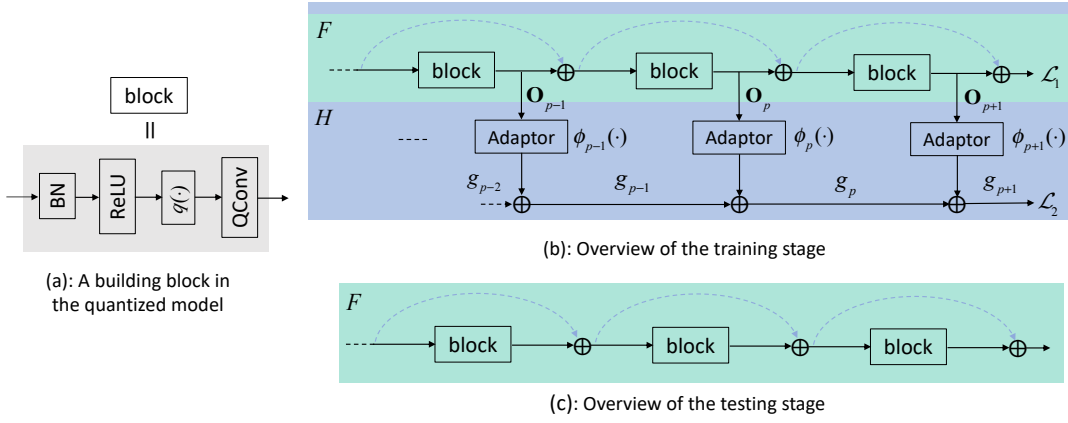 block
=
BN
ReLU
q(·)
QConv
(a): A building block in
the quantized model
F
block
block
block
ℒ₁
O_{p-1}
O_p
O_{p+1}
H
Adaptor
ϕ_{p-1}(·)
Adaptor
ϕ_p(·)
Adaptor
ϕ_{p+1}(·)
g_{p-2}
g_{p-1}
g_p
g_{p+1}
ℒ₂
(b): Overview of the training stage
F
block
block
block
(c): Overview of the testing stage